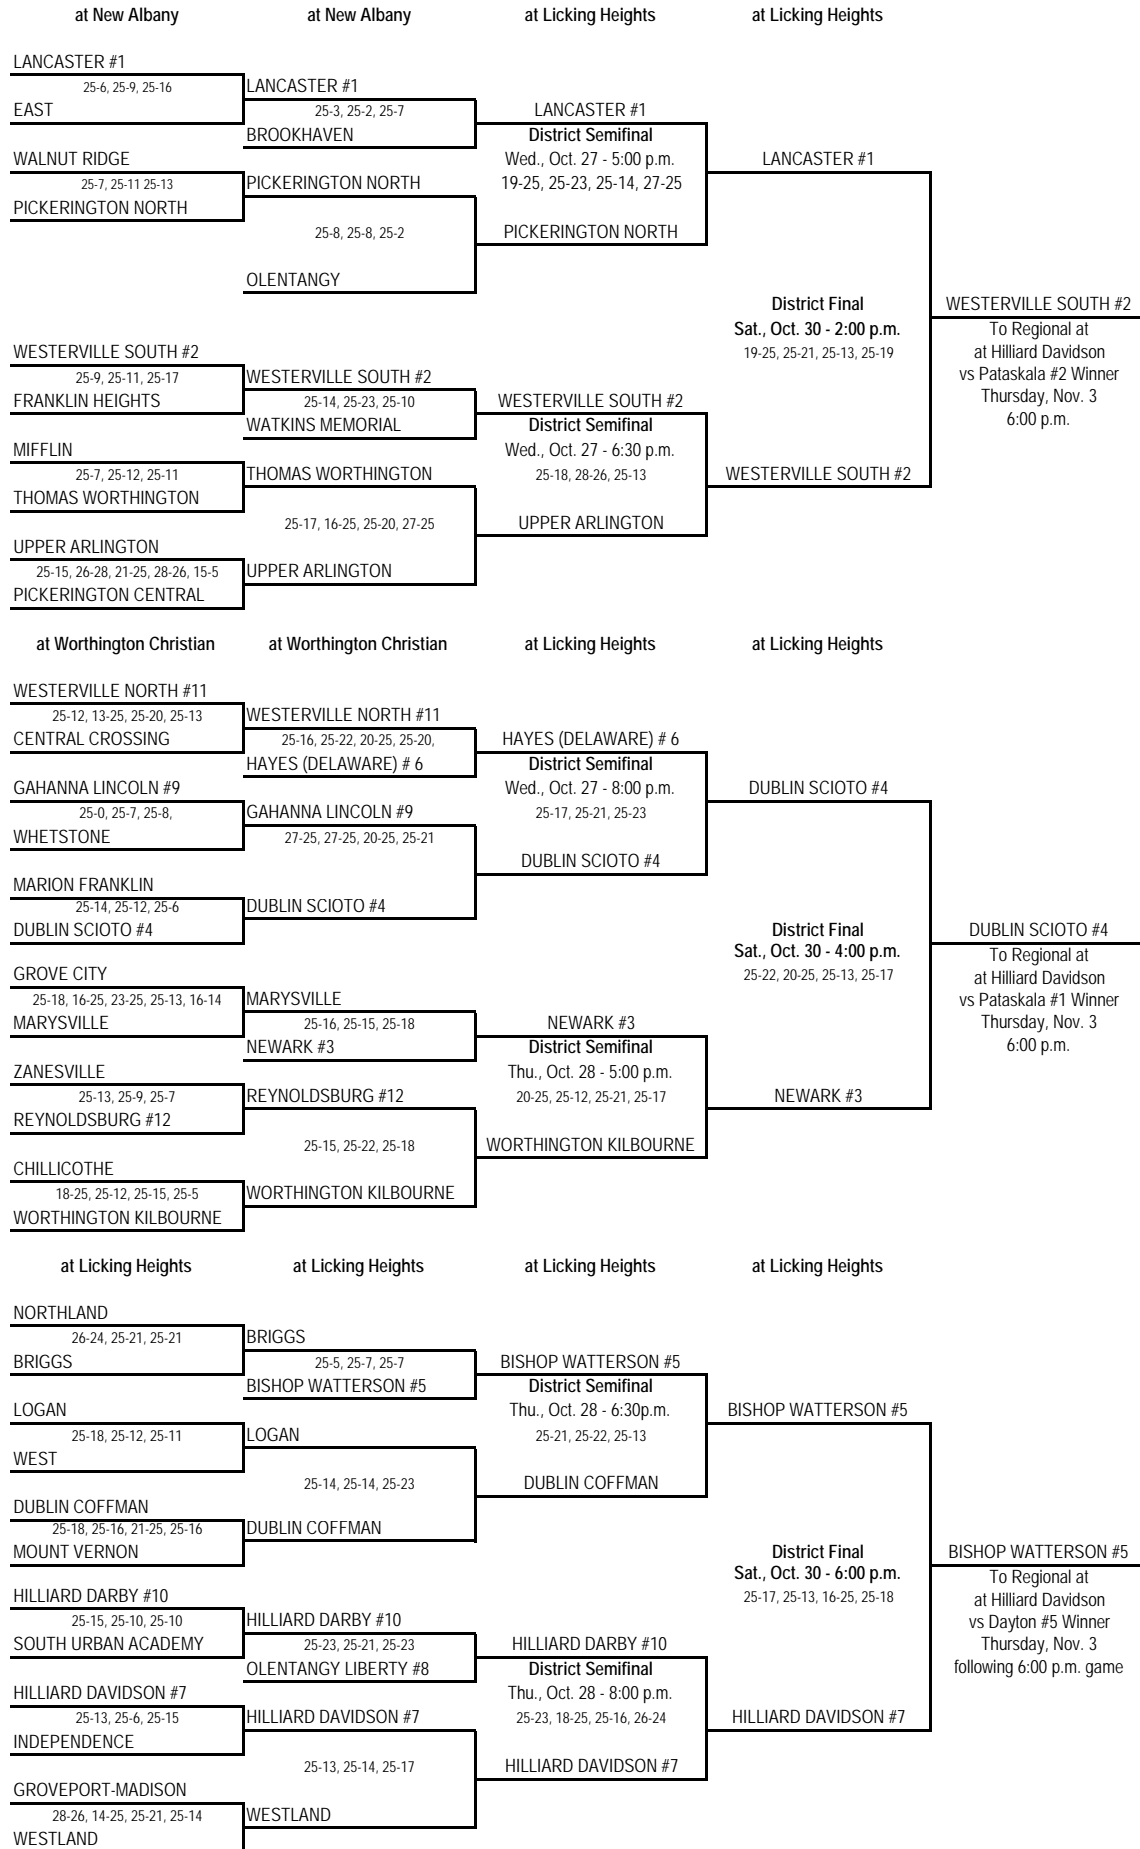 at New Albany
at New Albany
at Licking Heights
at Licking Heights
LANCASTER #1
25-6, 25-9, 25-16
EAST
LANCASTER #1
25-3, 25-2, 25-7
BROOKHAVEN
LANCASTER #1
District Semifinal
Wed., Oct. 27 - 5:00 p.m.
19-25, 25-23, 25-14, 27-25
PICKERINGTON NORTH
LANCASTER #1
WALNUT RIDGE
25-7, 25-11 25-13
PICKERINGTON NORTH
PICKERINGTON NORTH
25-8, 25-8, 25-2
OLENTANGY
District Final
Sat., Oct. 30 - 2:00 p.m.
19-25, 25-21, 25-13, 25-19
WESTERVILLE SOUTH #2
To Regional at
at Hilliard Davidson
vs Pataskala #2 Winner
Thursday, Nov. 3
6:00 p.m.
WESTERVILLE SOUTH #2
25-9, 25-11, 25-17
FRANKLIN HEIGHTS
WESTERVILLE SOUTH #2
25-14, 25-23, 25-10
WATKINS MEMORIAL
WESTERVILLE SOUTH #2
District Semifinal
Wed., Oct. 27 - 6:30 p.m.
25-18, 28-26, 25-13
UPPER ARLINGTON
WESTERVILLE SOUTH #2
MIFFLIN
25-7, 25-12, 25-11
THOMAS WORTHINGTON
THOMAS WORTHINGTON
25-17, 16-25, 25-20, 27-25
UPPER ARLINGTON
UPPER ARLINGTON
25-15, 26-28, 21-25, 28-26, 15-5
PICKERINGTON CENTRAL
at Worthington Christian
at Worthington Christian
at Licking Heights
at Licking Heights
WESTERVILLE NORTH #11
25-12, 13-25, 25-20, 25-13
CENTRAL CROSSING
WESTERVILLE NORTH #11
25-16, 25-22, 20-25, 25-20,
HAYES (DELAWARE) # 6
HAYES (DELAWARE) # 6
District Semifinal
Wed., Oct. 27 - 8:00 p.m.
25-17, 25-21, 25-23
DUBLIN SCIOTO #4
DUBLIN SCIOTO #4
GAHANNA LINCOLN #9
25-0, 25-7, 25-8,
WHETSTONE
GAHANNA LINCOLN #9
27-25, 27-25, 20-25, 25-21
DUBLIN SCIOTO #4
MARION FRANKLIN
25-14, 25-12, 25-6
DUBLIN SCIOTO #4
District Final
Sat., Oct. 30 - 4:00 p.m.
25-22, 20-25, 25-13, 25-17
DUBLIN SCIOTO #4
To Regional at
at Hilliard Davidson
vs Pataskala #1 Winner
Thursday, Nov. 3
6:00 p.m.
GROVE CITY
25-18, 16-25, 23-25, 25-13, 16-14
MARYSVILLE
MARYSVILLE
25-16, 25-15, 25-18
NEWARK #3
NEWARK #3
District Semifinal
Thu., Oct. 28 - 5:00 p.m.
20-25, 25-12, 25-21, 25-17
WORTHINGTON KILBOURNE
NEWARK #3
ZANESVILLE
25-13, 25-9, 25-7
REYNOLDSBURG #12
REYNOLDSBURG #12
25-15, 25-22, 25-18
WORTHINGTON KILBOURNE
CHILLICOTHE
18-25, 25-12, 25-15, 25-5
WORTHINGTON KILBOURNE
at Licking Heights
at Licking Heights
at Licking Heights
at Licking Heights
NORTHLAND
26-24, 25-21, 25-21
BRIGGS
BRIGGS
25-5, 25-7, 25-7
BISHOP WATTERSON #5
BISHOP WATTERSON #5
District Semifinal
Thu., Oct. 28 - 6:30p.m.
25-21, 25-22, 25-13
DUBLIN COFFMAN
BISHOP WATTERSON #5
LOGAN
25-18, 25-12, 25-11
WEST
LOGAN
25-14, 25-14, 25-23
DUBLIN COFFMAN
DUBLIN COFFMAN
25-18, 25-16, 21-25, 25-16
MOUNT VERNON
District Final
Sat., Oct. 30 - 6:00 p.m.
25-17, 25-13, 16-25, 25-18
BISHOP WATTERSON #5
To Regional at
at Hilliard Davidson
vs Dayton #5 Winner
Thursday, Nov. 3
following 6:00 p.m. game
HILLIARD DARBY #10
25-15, 25-10, 25-10
SOUTH URBAN ACADEMY
HILLIARD DARBY #10
25-23, 25-21, 25-23
OLENTANGY LIBERTY #8
HILLIARD DARBY #10
District Semifinal
Thu., Oct. 28 - 8:00 p.m.
25-23, 18-25, 25-16, 26-24
HILLIARD DAVIDSON #7
HILLIARD DAVIDSON #7
HILLIARD DAVIDSON #7
25-13, 25-6, 25-15
INDEPENDENCE
HILLIARD DAVIDSON #7
25-13, 25-14, 25-17
WESTLAND
GROVEPORT-MADISON
28-26, 14-25, 25-21, 25-14
WESTLAND